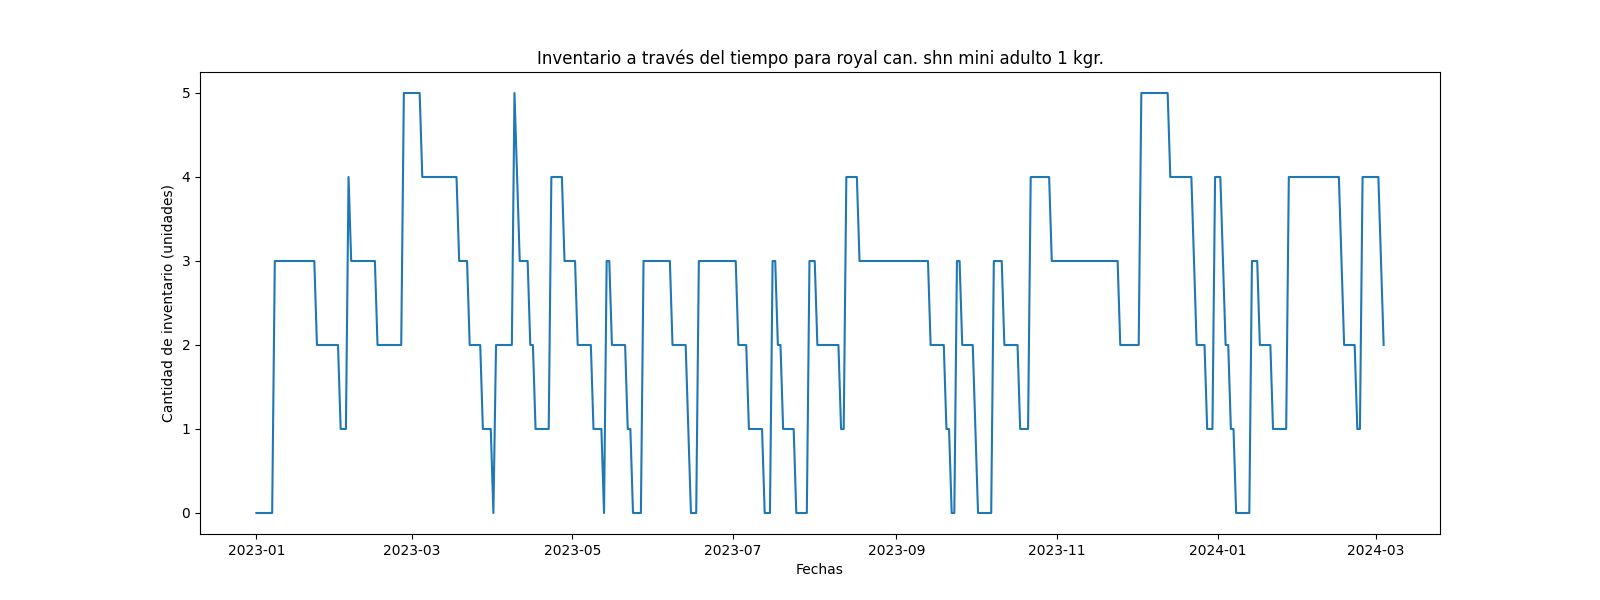 Inventario a través del tiempo para royal can. shn mini adulto 1 kgr.
Cantidad de inventario (unidades)
5
4
3
2
1
0
2023-01 2023-03 2023-05 2023-07 2023-09 2023-11 2024-01 2024-03
Fechas